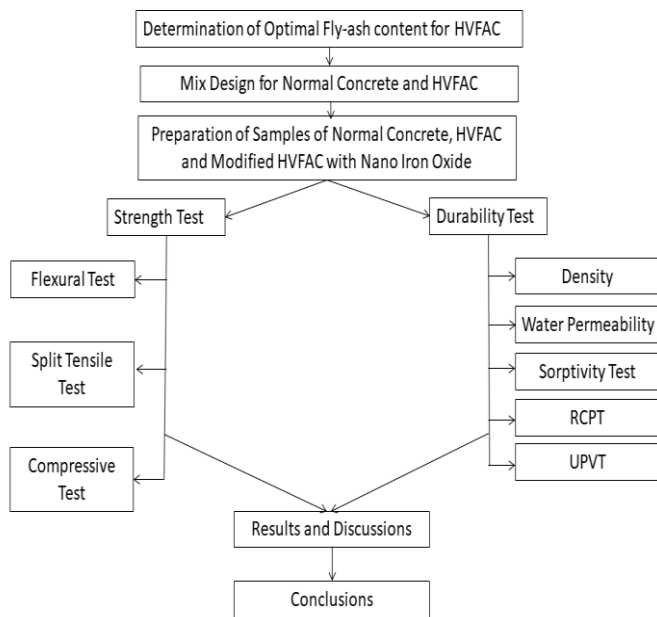 Determination of Optimal Fly-ash content for HVFAC
Mix Design for Normal Concrete and HVFAC
Preparation of Samples of Normal Concrete, HVFAC
and Modified HVFAC with Nano Iron Oxide
Strength Test
Durability Test
Flexural Test
Split Tensile
Test
Compressive
Test
Density
Water Permeability
Sorptivity Test
RCPT
UPVT
Results and Discussions
Conclusions